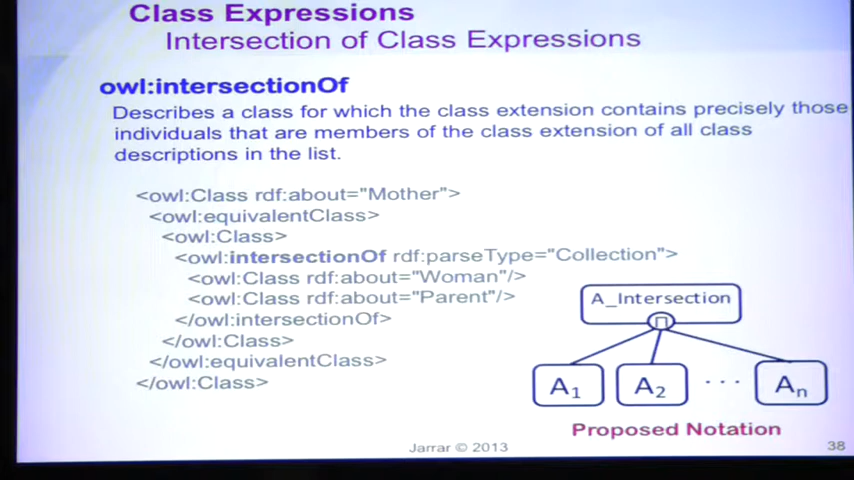 Class Expressions
Intersection of Class Expressions
owl:intersectionOf
Describes a class for which the class extension contains precisely those
individuals that are members of the class extension of all class
descriptions in the list.
<owl:Class rdf:about="Mother">
<owl:equivalentClass>
<owl:Class>
<owl:intersectionOf rdf:parseType="Collection">
<owl:Class rdf:about="Woman"/>
<owl:Class rdf:about="Parent"/>
</owl:intersectionOf>
</owl:Class>
</owl:equivalentClass>
</owl:Class>
A_Intersection
⊓
A1 A2 ... An
Proposed Notation
Jarrar © 2013 38